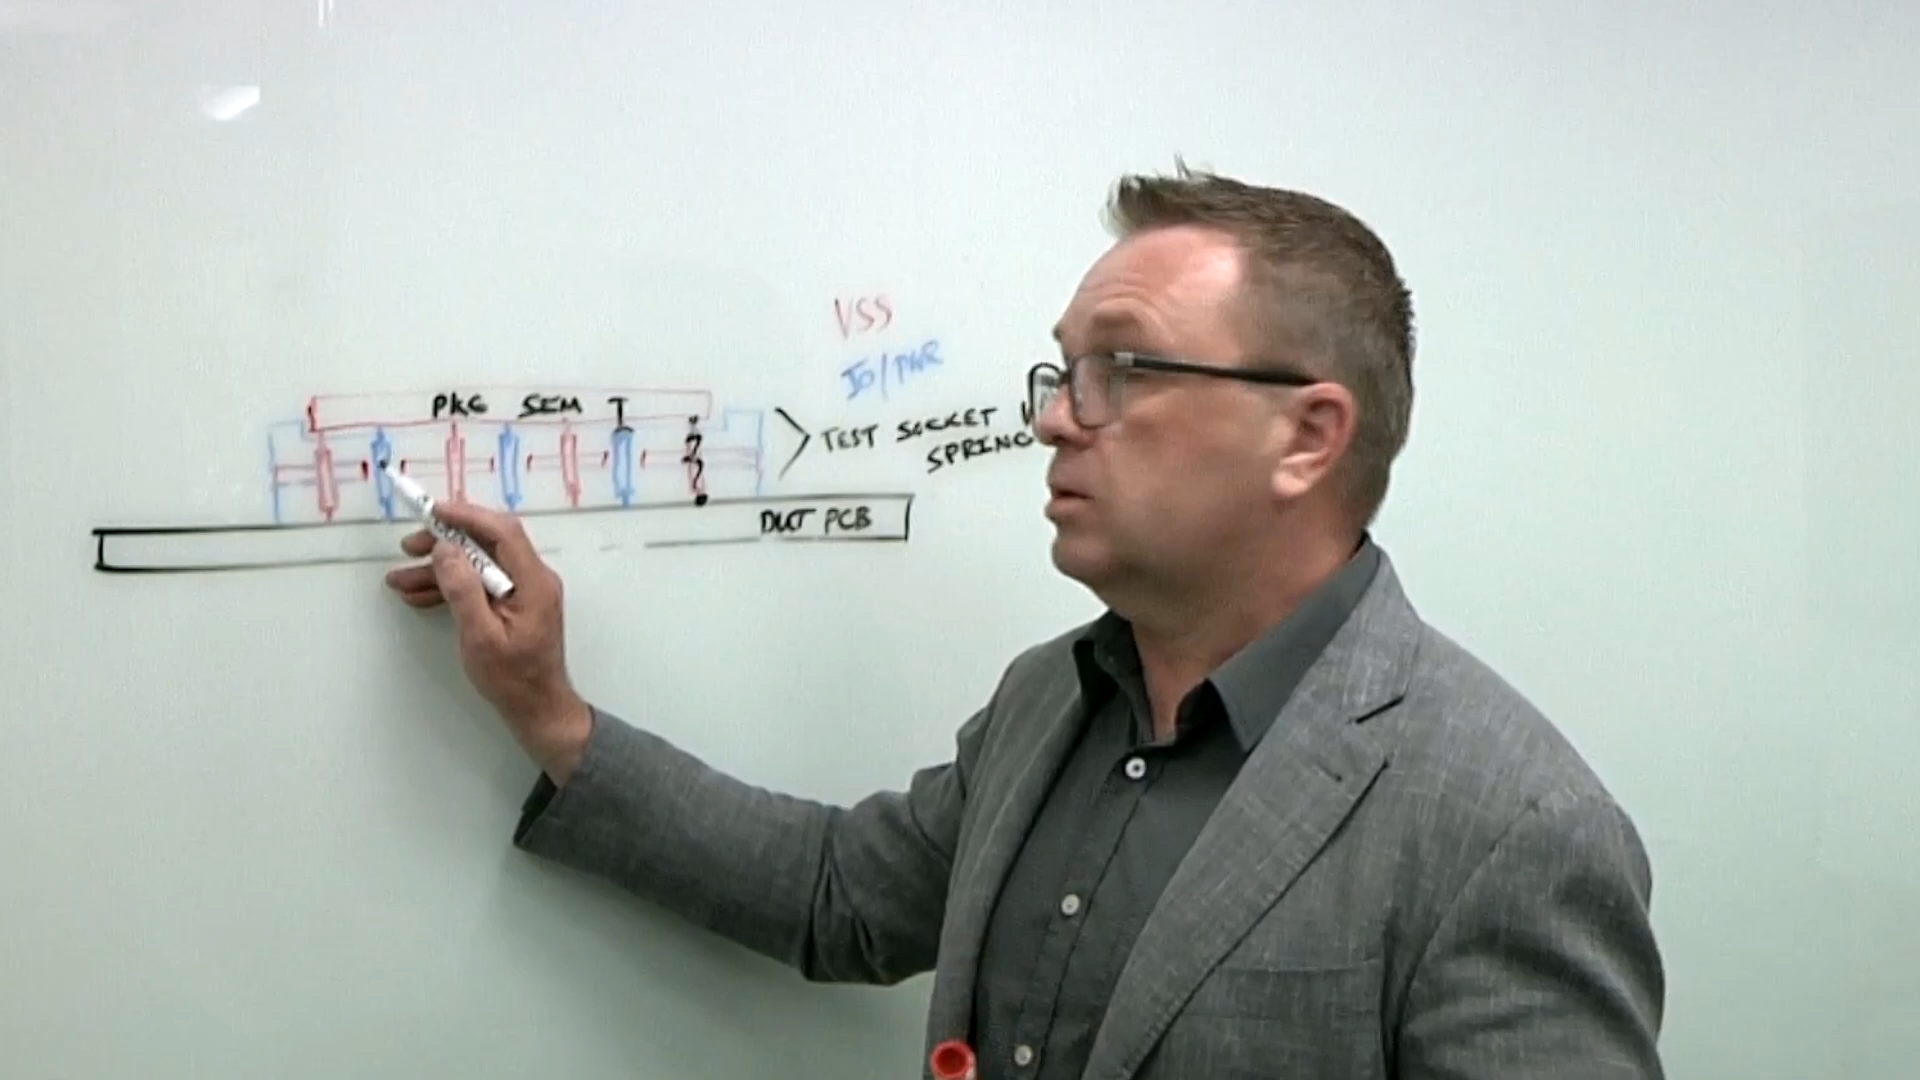 VSS
IO/PWR
PKG SEM T
TEST SOCKET
SPRING
DUT PCB